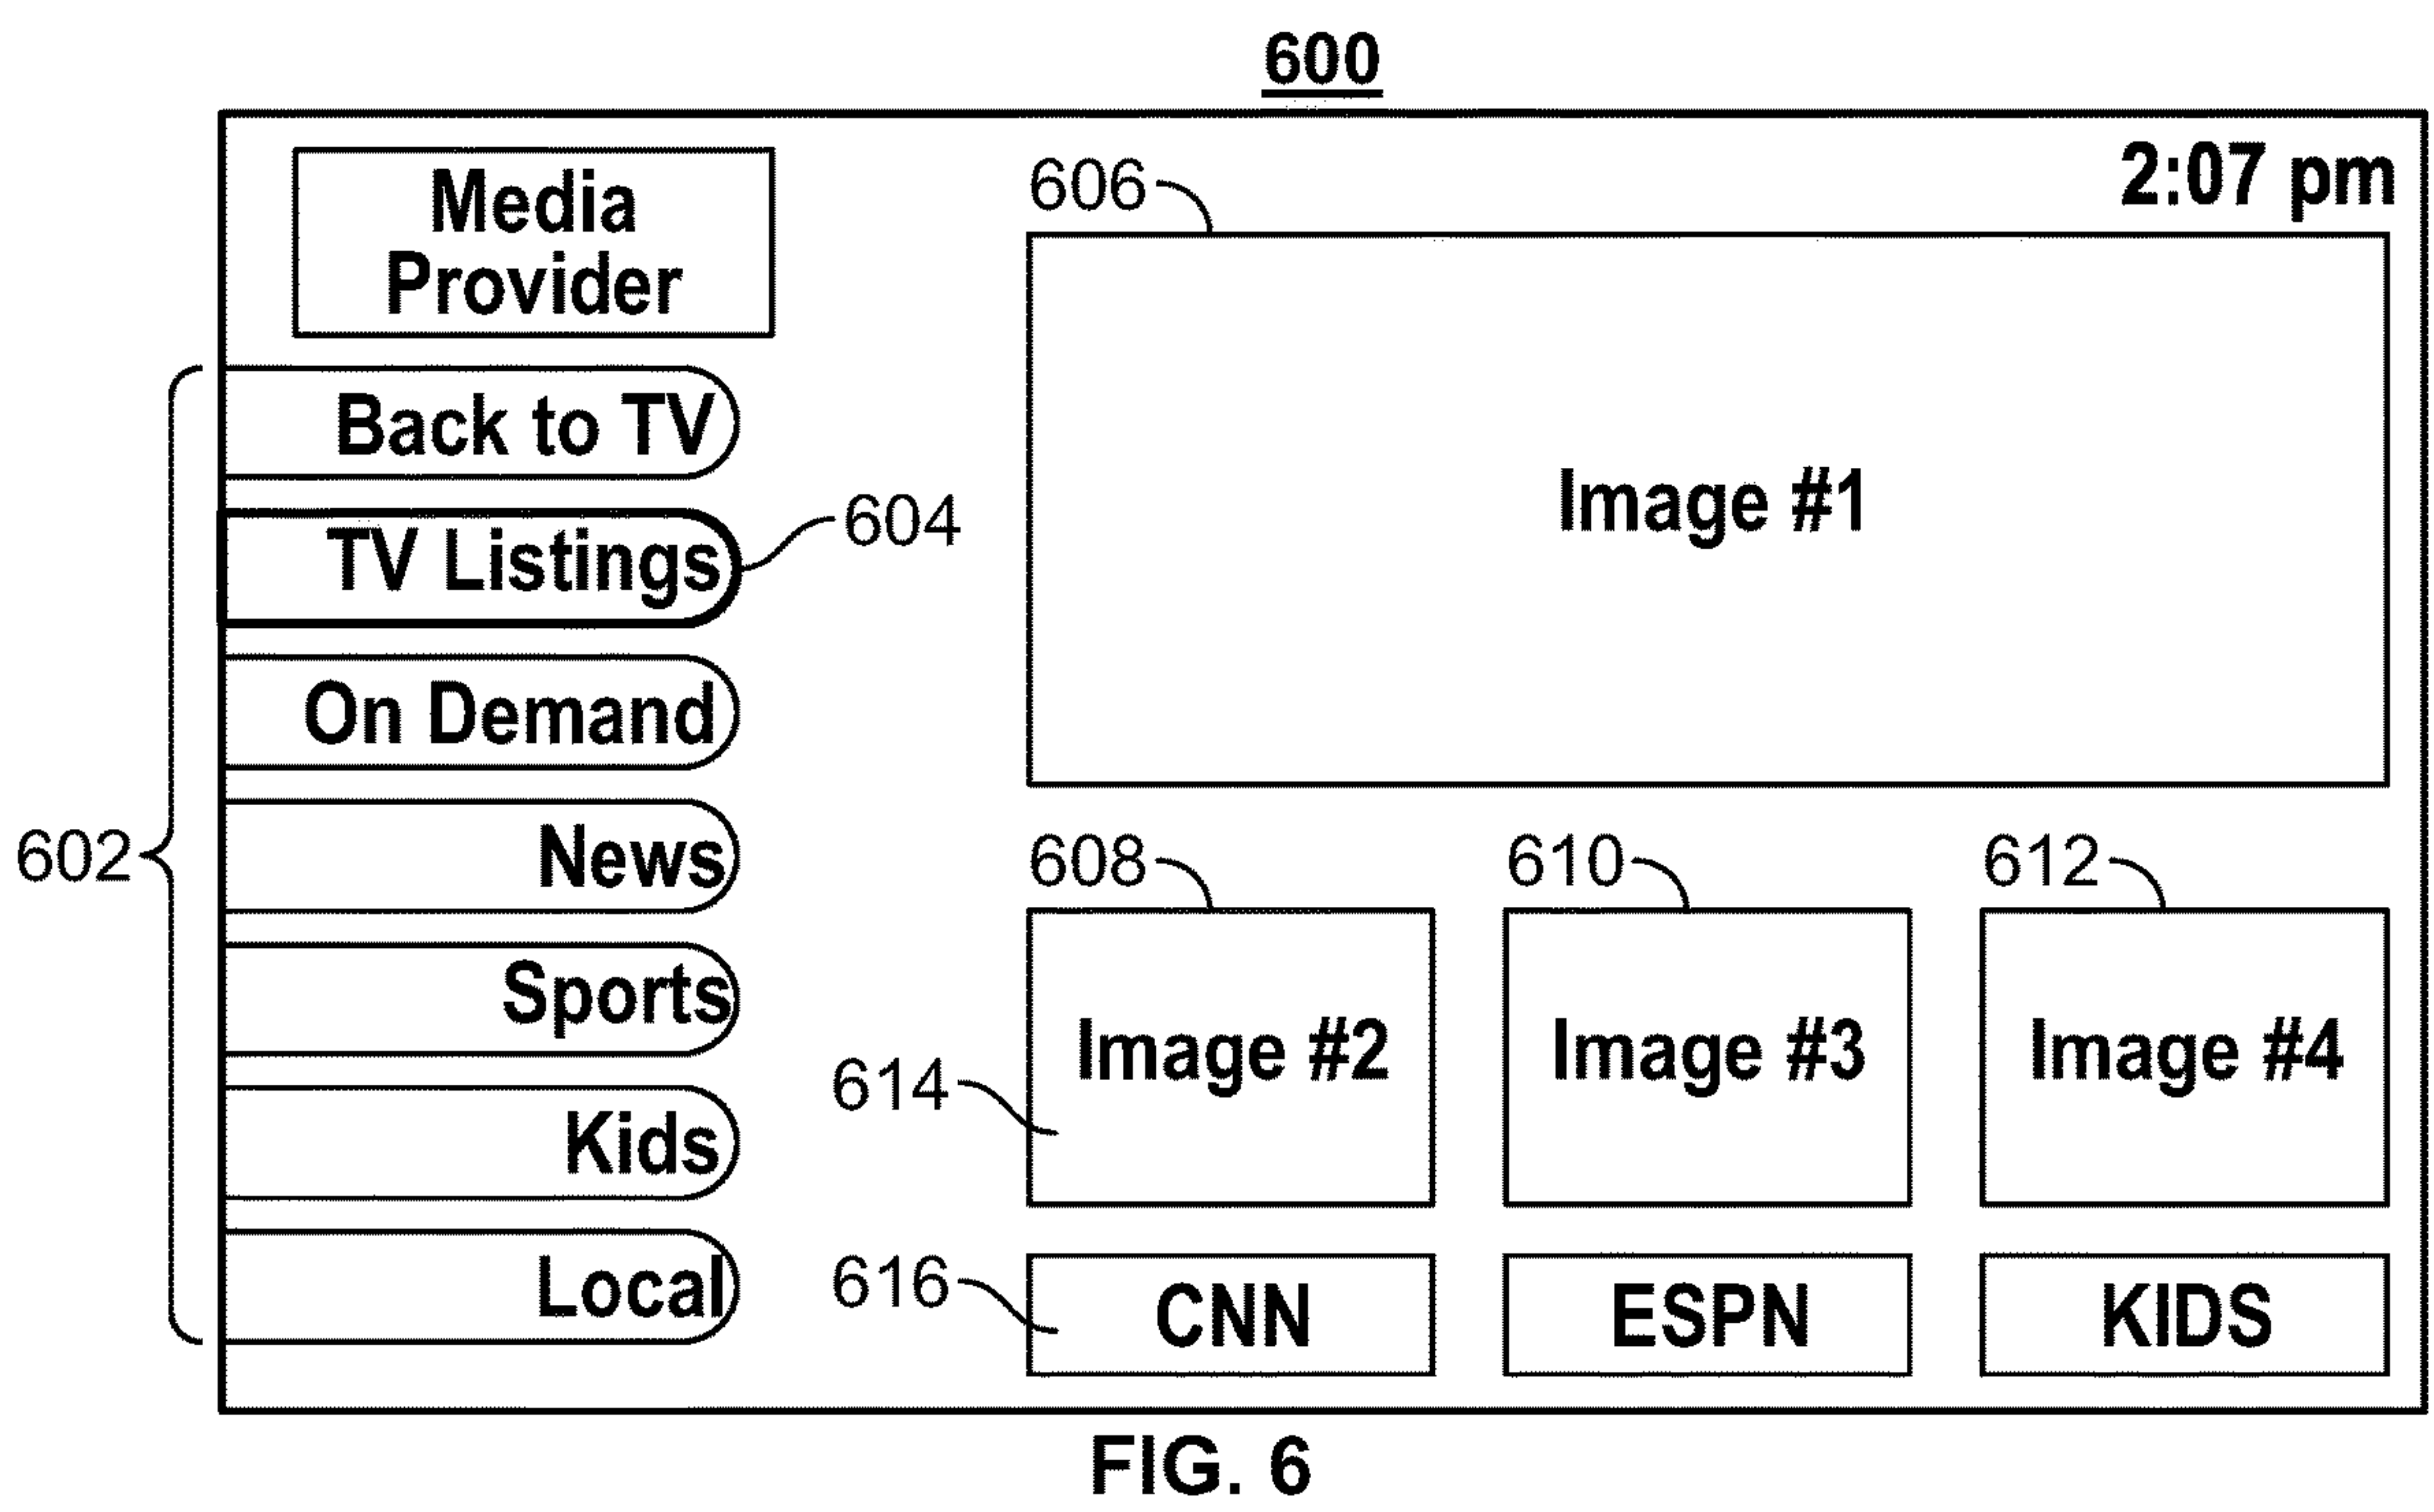 600
2:07 pm
Media
Provider
606
Image #1
Back to TV
TV Listings
604
On Demand
News
602
Sports
Kids
Local
608
610
612
Image #2
Image #3
Image #4
614
616
CNN
ESPN
KIDS
FIG. 6